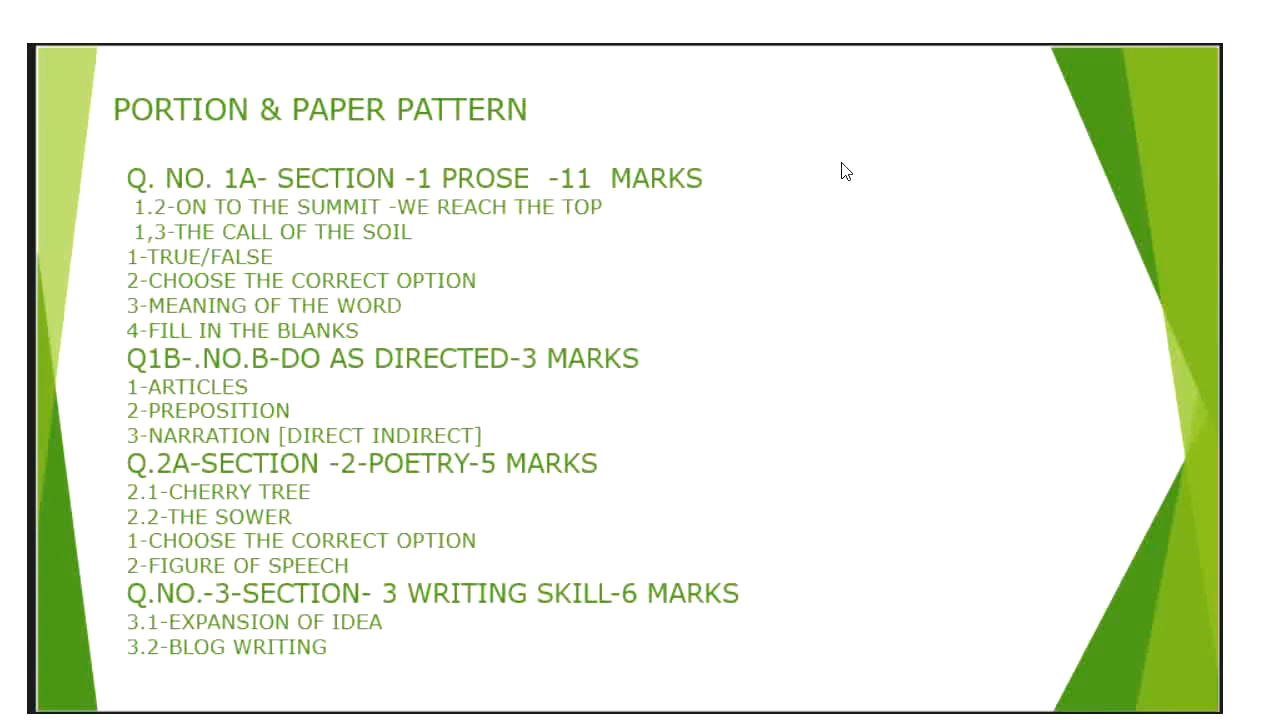 PORTION & PAPER PATTERN
Q. NO. 1A- SECTION -1 PROSE -11 MARKS
1.2-ON TO THE SUMMIT -WE REACH THE TOP
1,3-THE CALL OF THE SOIL
1-TRUE/FALSE
2-CHOOSE THE CORRECT OPTION
3-MEANING OF THE WORD
4-FILL IN THE BLANKS
Q1B-.NO.B-DO AS DIRECTED-3 MARKS
1-ARTICLES
2-PREPOSITION
3-NARRATION [DIRECT INDIRECT]
Q.2A-SECTION -2-POETRY-5 MARKS
2.1-CHERRY TREE
2.2-THE SOWER
1-CHOOSE THE CORRECT OPTION
2-FIGURE OF SPEECH
Q.NO.-3-SECTION- 3 WRITING SKILL-6 MARKS
3.1-EXPANSION OF IDEA
3.2-BLOG WRITING